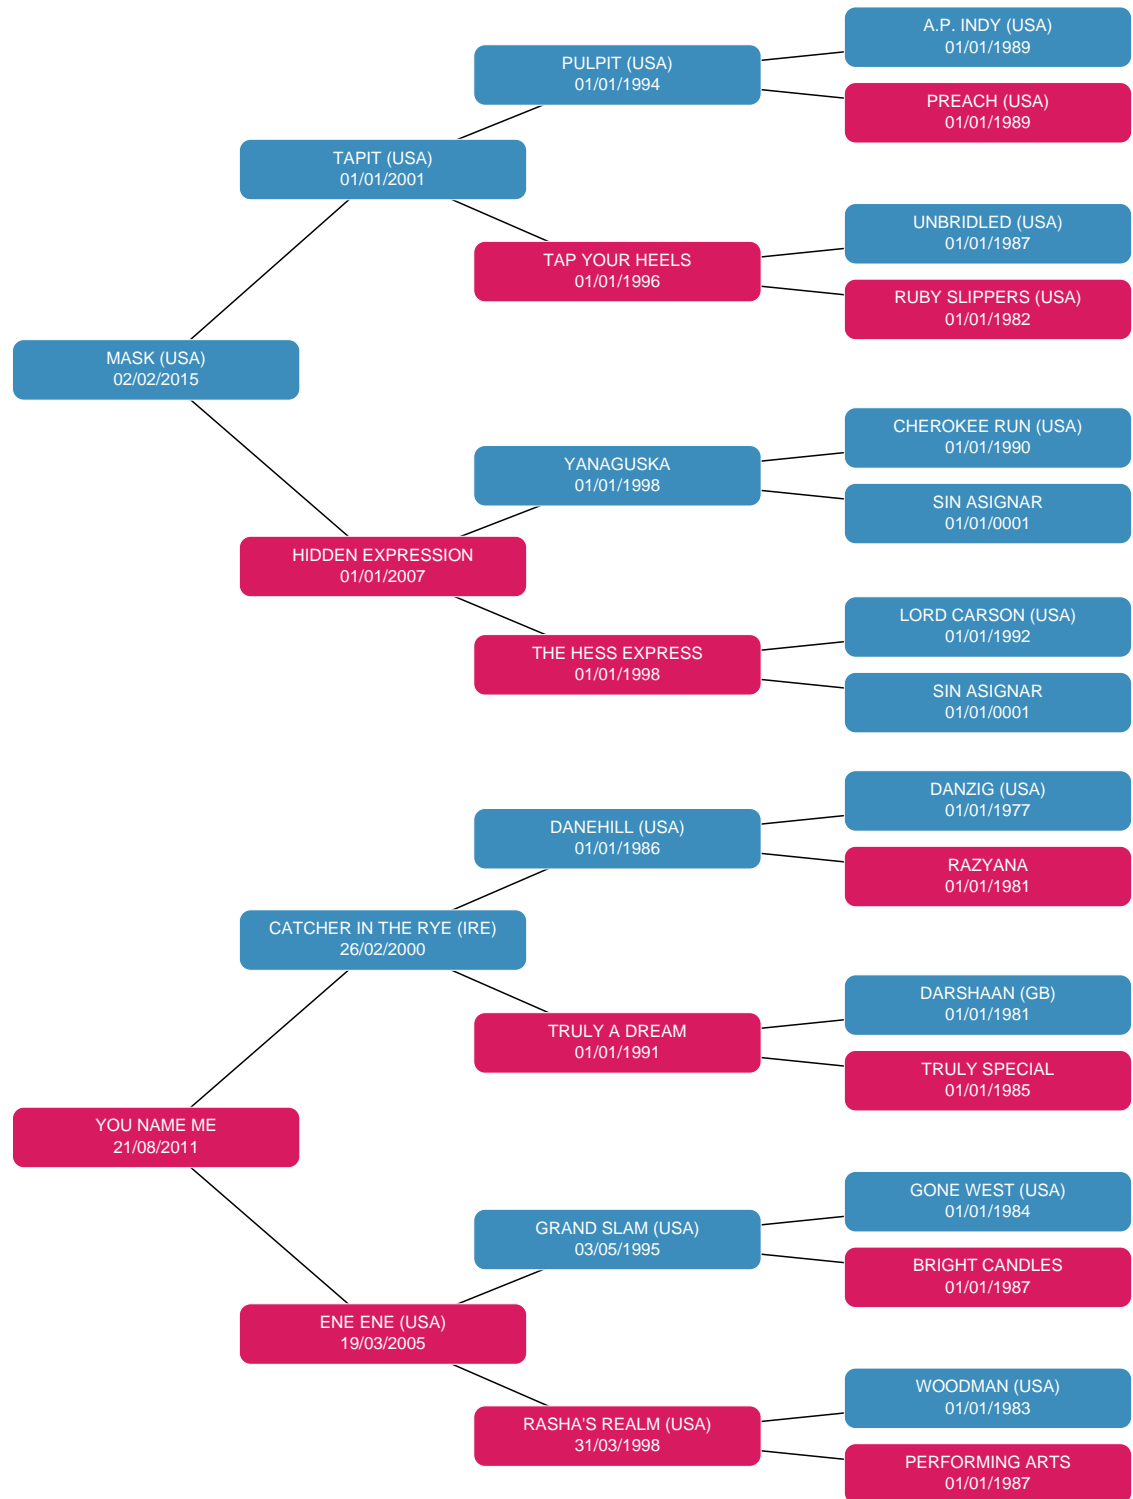 A.P. INDY (USA)
01/01/1989
PULPIT (USA)
01/01/1994
PREACH (USA)
01/01/1989
TAPIT (USA)
01/01/2001
UNBRIDLED (USA)
01/01/1987
TAP YOUR HEELS
01/01/1996
RUBY SLIPPERS (USA)
01/01/1982
MASK (USA)
02/02/2015
CHEROKEE RUN (USA)
01/01/1990
YANAGUSKA
01/01/1998
SIN ASIGNAR
01/01/0001
HIDDEN EXPRESSION
01/01/2007
LORD CARSON (USA)
01/01/1992
THE HESS EXPRESS
01/01/1998
SIN ASIGNAR
01/01/0001
DANZIG (USA)
01/01/1977
DANEHILL (USA)
01/01/1986
RAZYANA
01/01/1981
CATCHER IN THE RYE (IRE)
26/02/2000
DARSHAAN (GB)
01/01/1981
TRULY A DREAM
01/01/1991
TRULY SPECIAL
01/01/1985
YOU NAME ME
21/08/2011
GONE WEST (USA)
01/01/1984
GRAND SLAM (USA)
03/05/1995
BRIGHT CANDLES
01/01/1987
ENE ENE (USA)
19/03/2005
WOODMAN (USA)
01/01/1983
RASHA'S REALM (USA)
31/03/1998
PERFORMING ARTS
01/01/1987